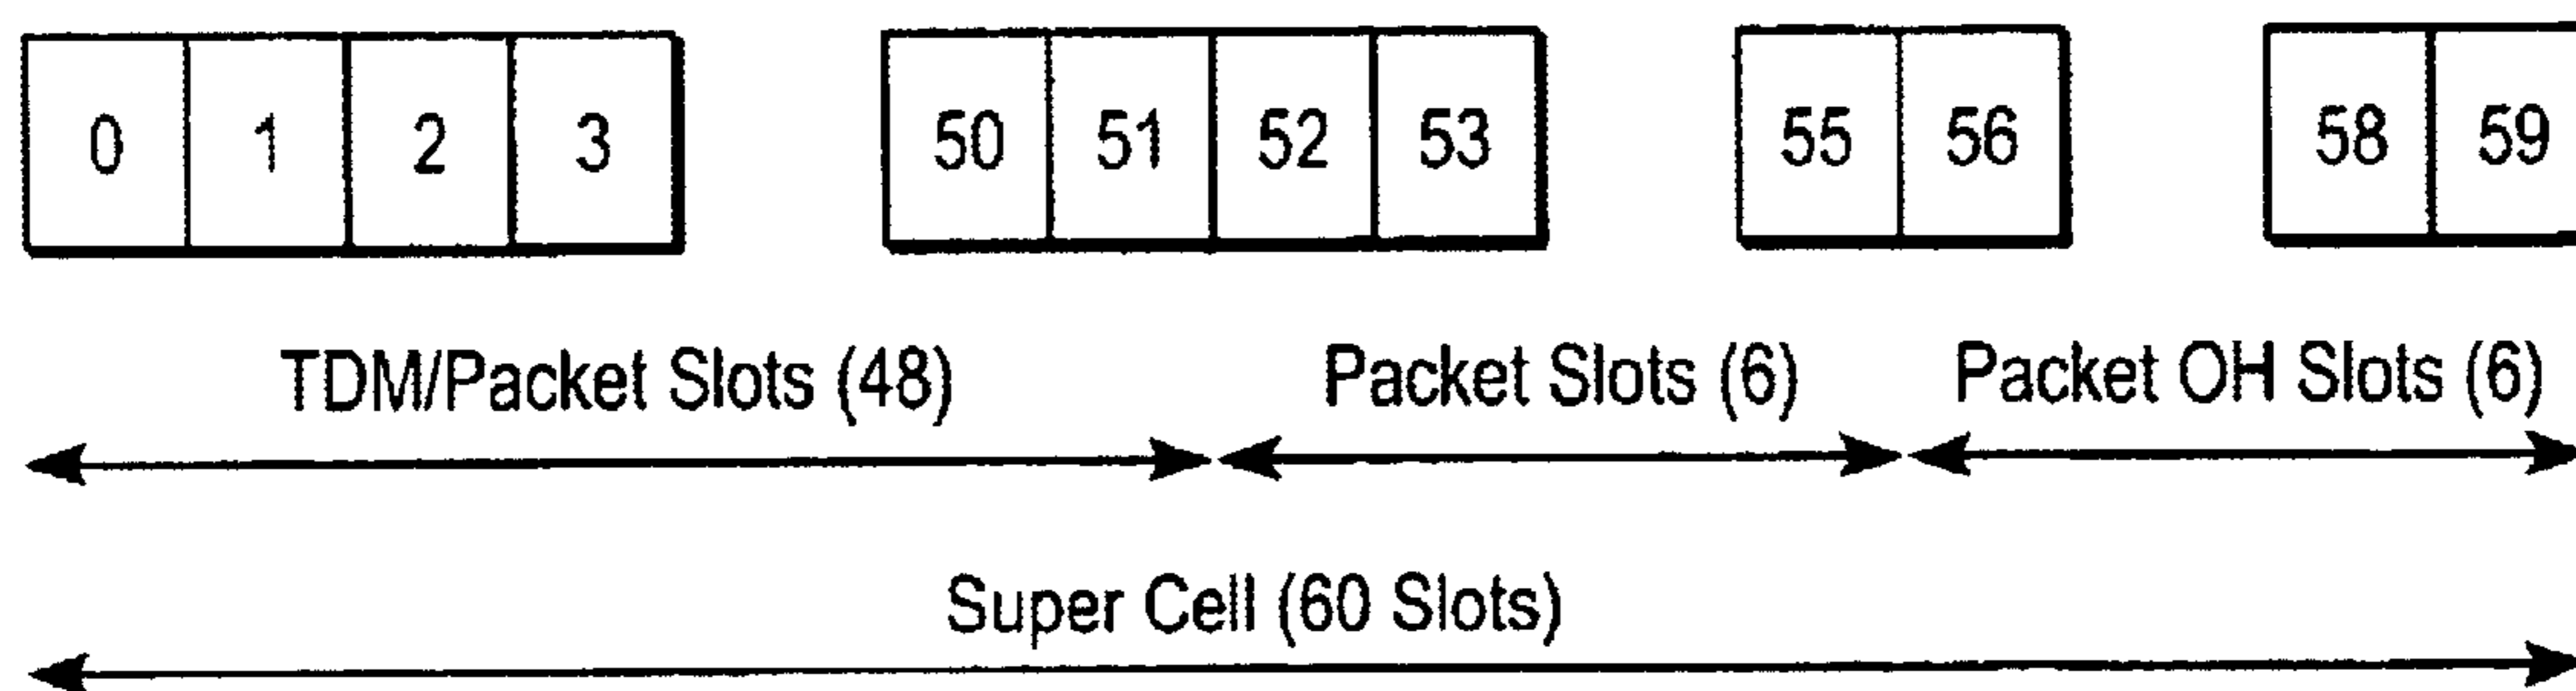 0 1 2 3 50 51 52 53 55 56 58 59
TDM/Packet Slots (48) Packet Slots (6) Packet OH Slots (6)
Super Cell (60 Slots)